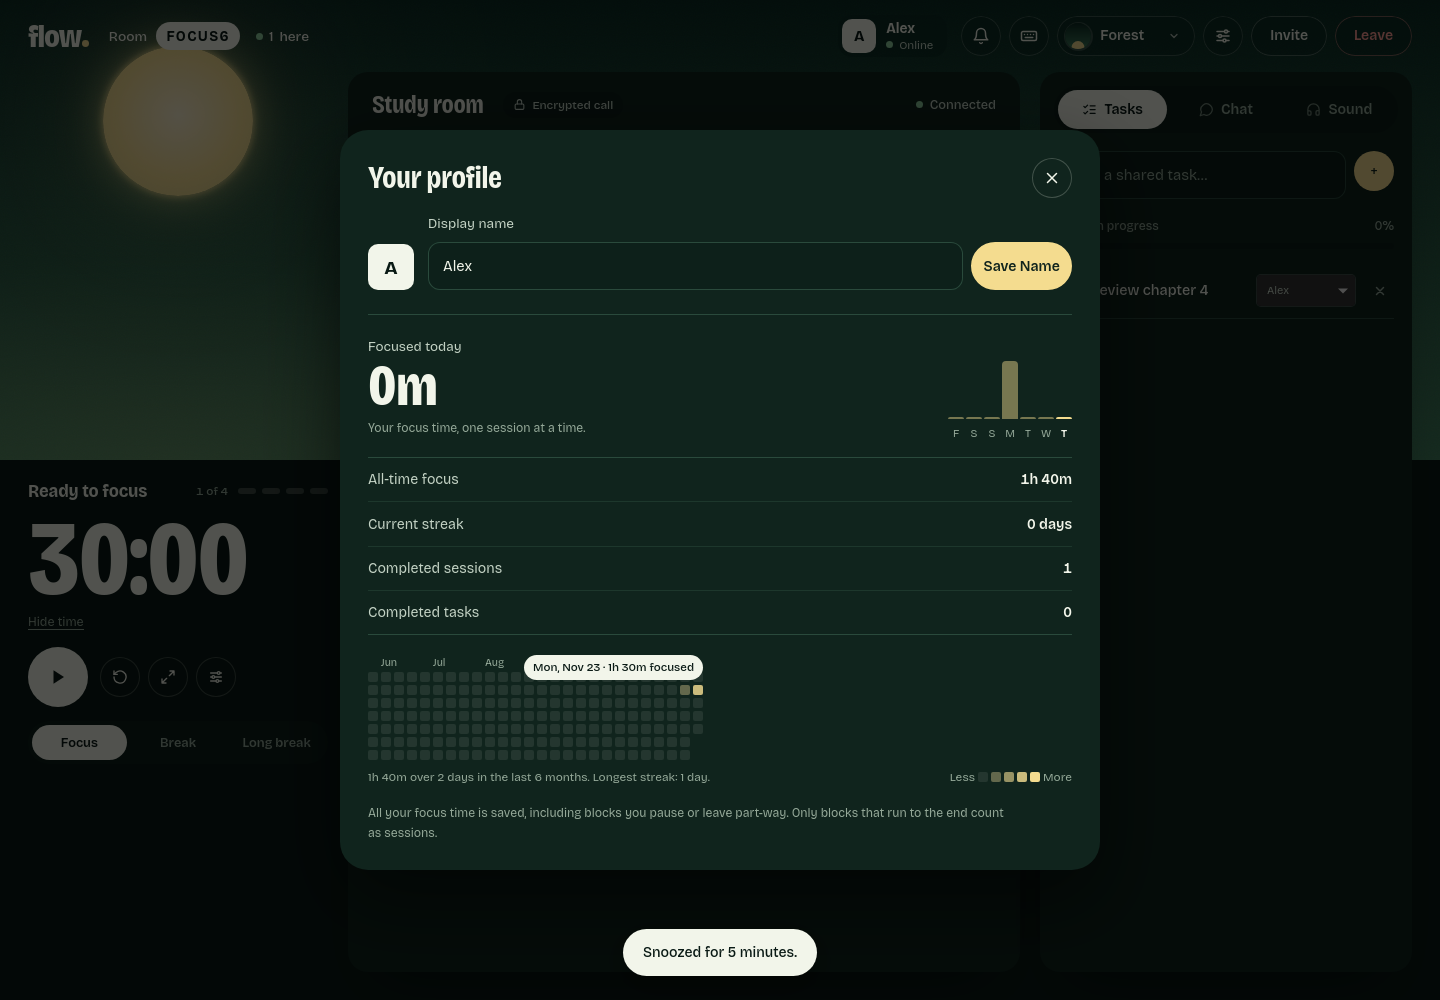 flow.
Room FOCUS6 1 here
A Alex
Online
Forest
Invite
Leave
Study room
Encrypted call
Connected
Tasks
Chat
Sound
a shared task...
+
progress
0%
eview chapter 4
Alex
Your profile
Display name
A
Alex
Save Name
Focused today
0m
Your focus time, one session at a time.
F S S M T W T
All-time focus 1h 40m
Current streak 0 days
Completed sessions 1
Completed tasks 0
Jun Jul Aug
Mon, Nov 23 · 1h 30m focused
1h 40m over 2 days in the last 6 months. Longest streak: 1 day.
Less More
All your focus time is saved, including blocks you pause or leave part-way. Only blocks that run to the end count
as sessions.
Ready to focus
1 of 4
30:00
Hide time
Focus
Break
Long break
Snoozed for 5 minutes.